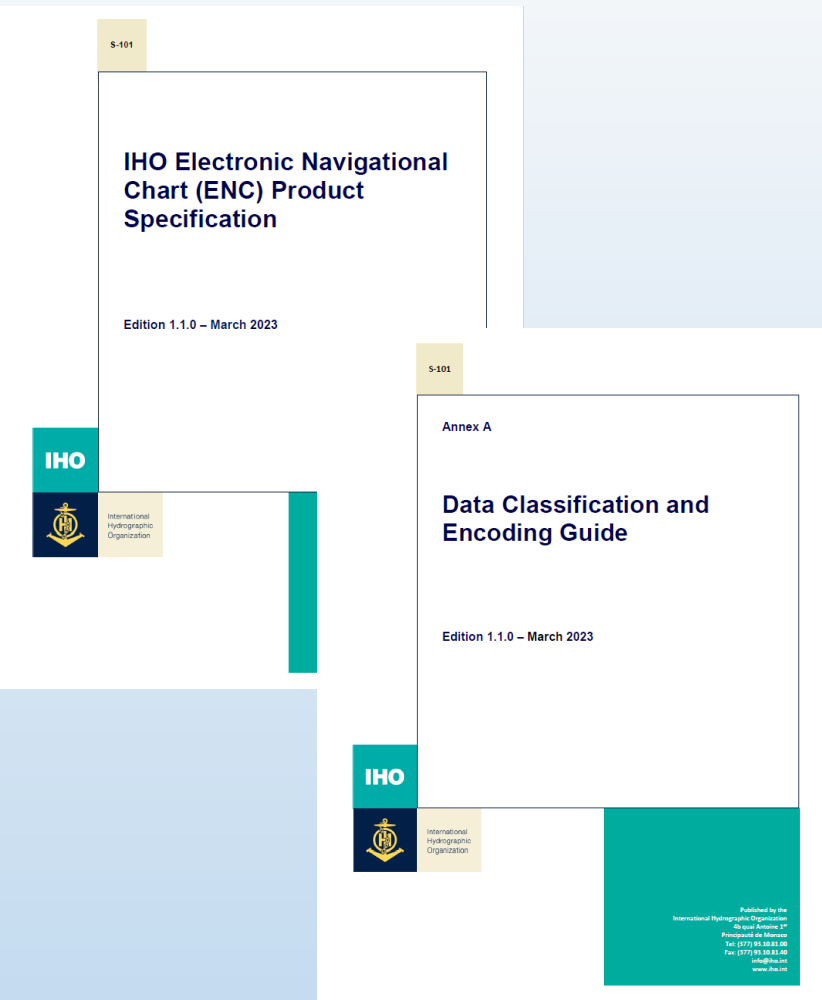 S-101
IHO Electronic Navigational
Chart (ENC) Product
Specification
Edition 1.1.0 – March 2023
IHO
International
Hydrographic
Organization
S-101
Annex A
Data Classification and
Encoding Guide
Edition 1.1.0 – March 2023
IHO
International
Hydrographic
Organization
Published by the
International Hydrographic Organization
4b quai Antoine 1er
Principauté de Monaco
Tel: (377) 93.10.81.00
Fax: (377) 93.10.81.40
info@iho.int
www.iho.int